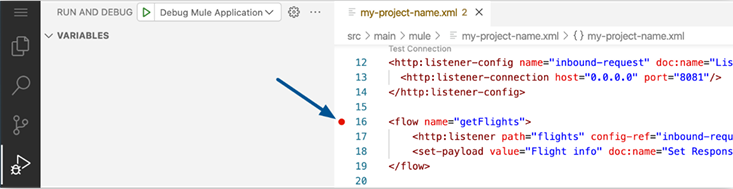 RUN AND DEBUG Debug Mule Application
VARIABLES
my-project-name.xml 2
src > main > mule > my-project-name.xml > my-project-name.xml
Test Connection
12 <http:listener-config name="inbound-request" doc:name="Lis
13 <http:listener-connection host="0.0.0.0" port="8081"/>
14 </http:listener-config>
15
16 <flow name="getFlights">
17 <http:listener path="flights" config-ref="inbound-requ
18 <set-payload value="Flight info" doc:name="Set Respons
19 </flow>
20